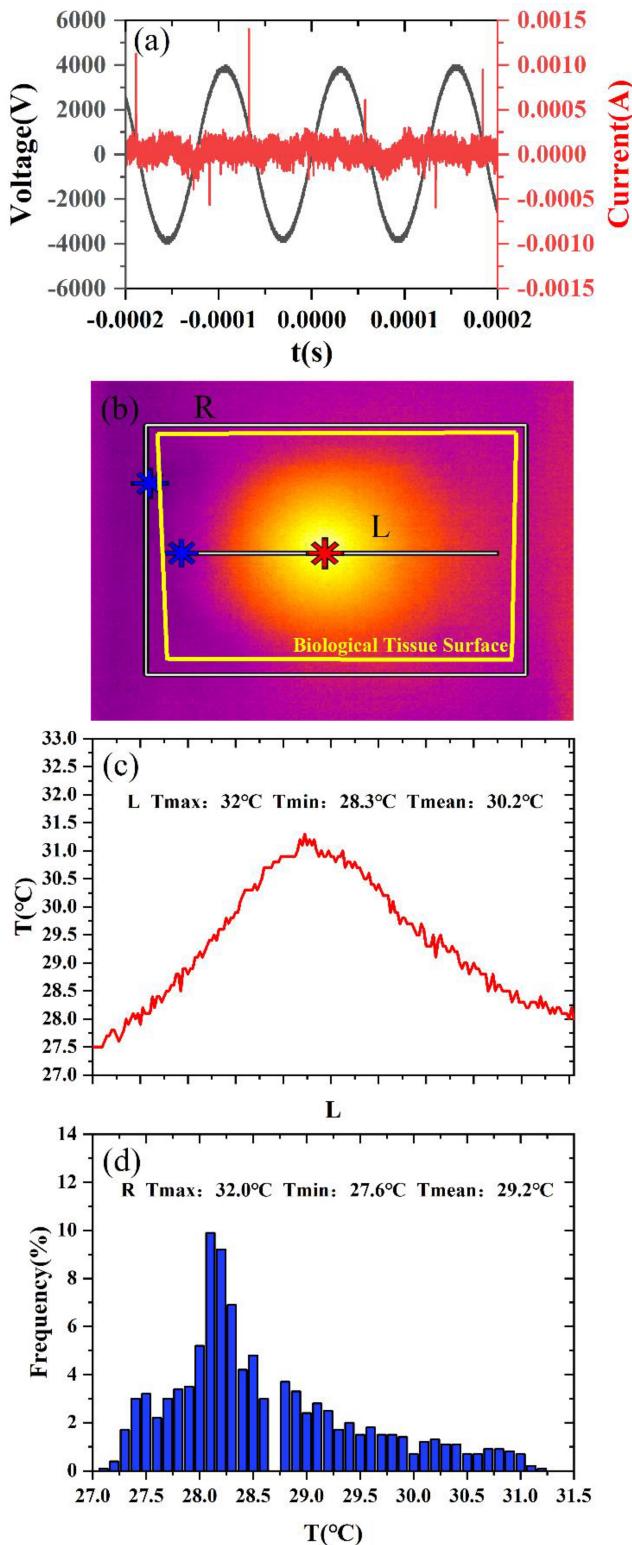 (a)
6000
4000
2000
0
-2000
-4000
-6000
Voltage(V)
0.0015
0.0010
0.0005
0.0000
-0.0005
-0.0010
-0.0015
Current(A)
-0.0002 -0.0001 0.0000 0.0001 0.0002
t(s)
(b) R
L
Biological Tissue Surface
(c)
33.0
32.5
32.0
31.5
31.0
30.5
30.0
29.5
29.0
28.5
28.0
27.5
27.0
T(℃)
L Tmax：32℃ Tmin：28.3℃ Tmean：30.2℃
L
(d)
14
12
10
8
6
4
2
0
Frequency(%)
R Tmax：32.0℃ Tmin：27.6℃ Tmean：29.2℃
27.0 27.5 28.0 28.5 29.0 29.5 30.0 30.5 31.0 31.5
T(℃)